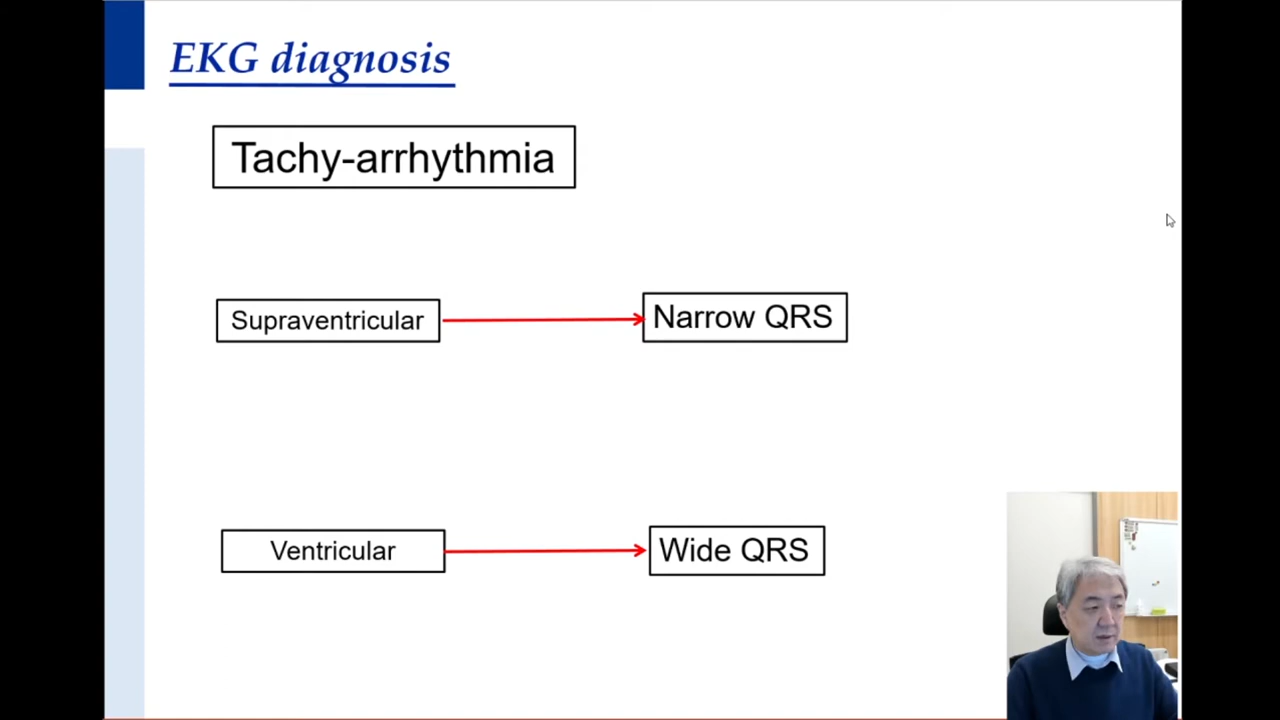 EKG diagnosis
Tachy-arrhythmia
Supraventricular
Narrow QRS
Ventricular
Wide QRS